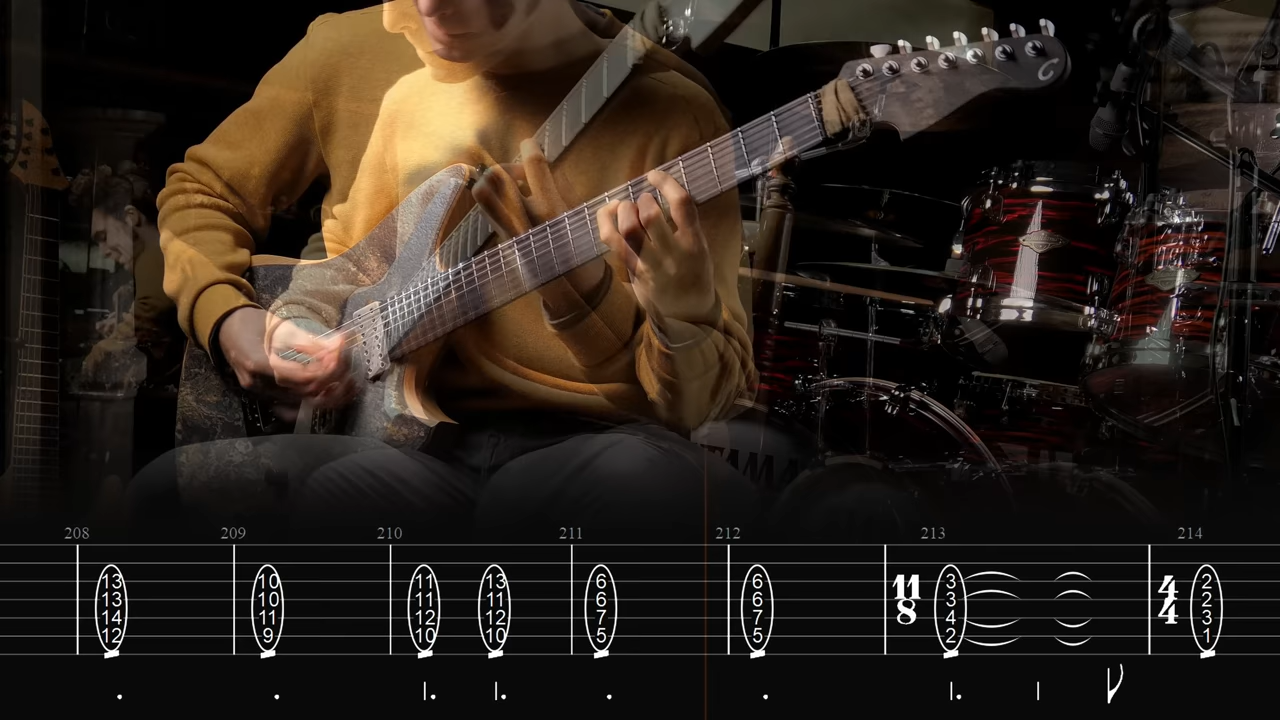 TAMA
208 209 210 211 212 213 214
13 10 11 13 6 6 11 3 4 2
13 10 11 11 6 6 8 3 4 2
14 11 12 12 7 7 4 3
12 9 10 10 5 5 2 1